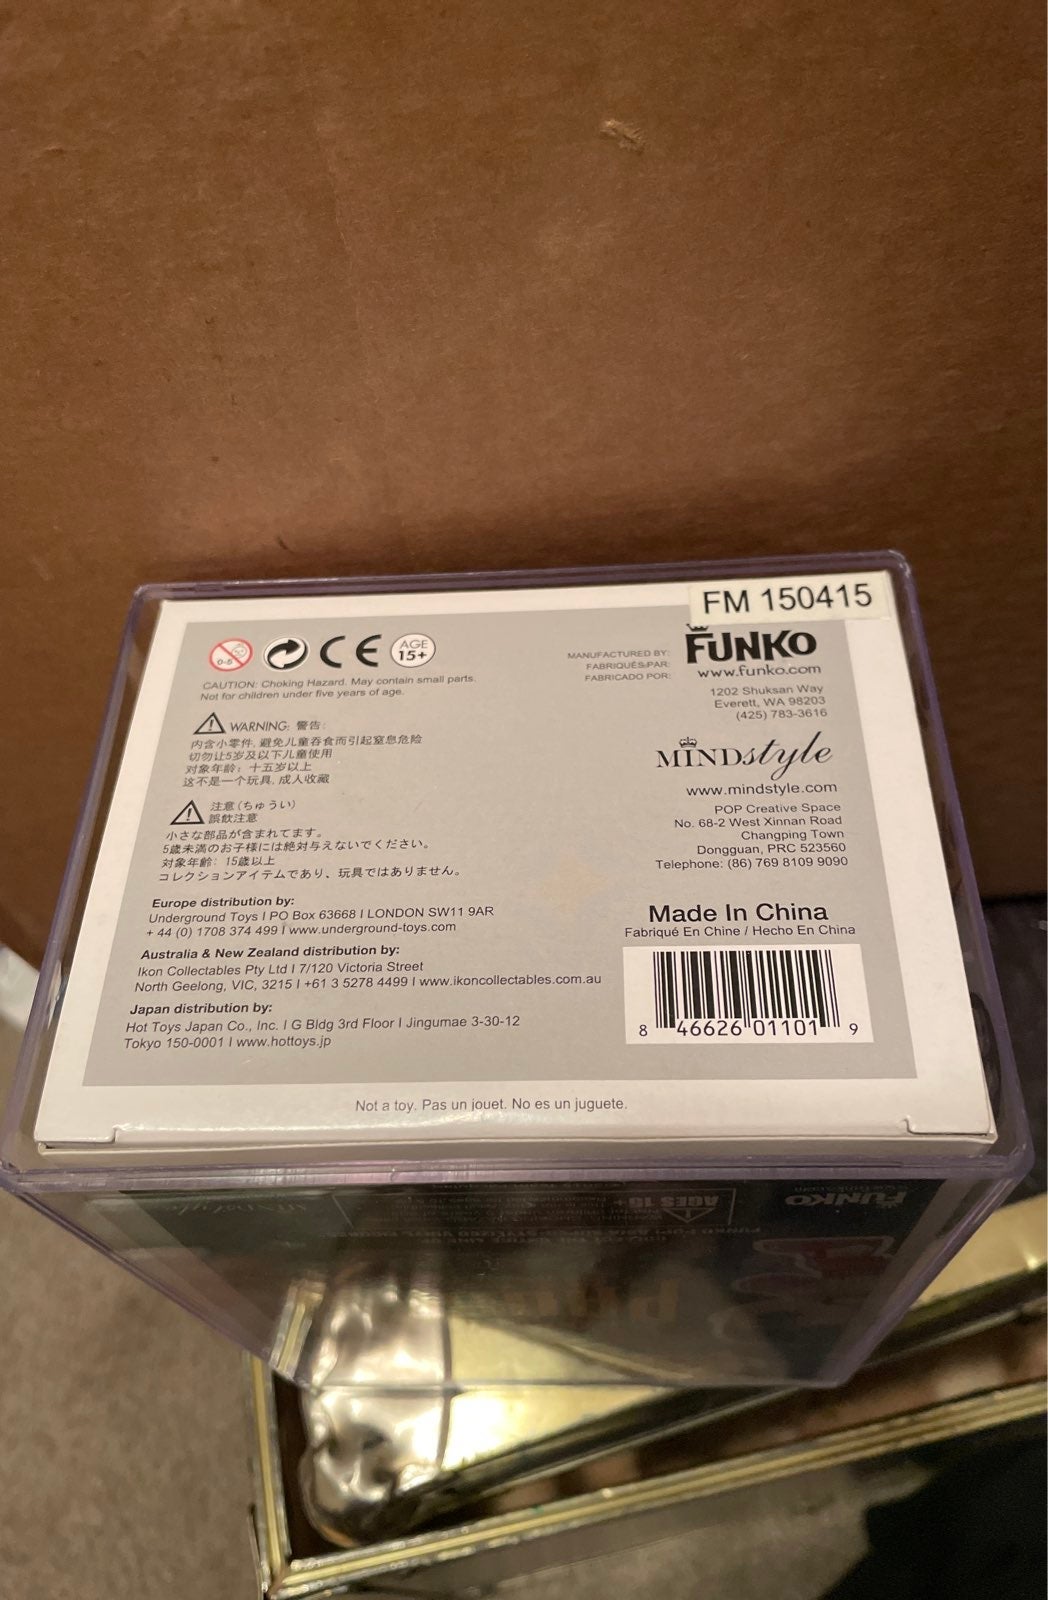 FM 150415
0-5
CE
AGE
15+
CAUTION: Choking Hazard. May contain small parts.
Not for children under five years of age.
WARNING: 警告:
内含小零件, 避免儿童吞食而引起窒息危险
切勿让5岁及以下儿童使用
对象年龄: 十五岁以上
这不是一个玩具, 成人收藏
注意 (ちゅうい)
誤飲注意
小さな部品が含まれてます。
5歳未満のお子様には絶対与えないでください。
対象年齢: 15歳以上
コレクションアイテムであり、玩具ではありません。
Europe distribution by:
Underground Toys I PO Box 63668 I LONDON SW11 9AR
+ 44 (0) 1708 374 499 I www.underground-toys.com
Australia & New Zealand distribution by:
Ikon Collectables Pty Ltd I 7/120 Victoria Street
North Geelong, VIC, 3215 I +61 3 5278 4499 I www.ikoncollectables.com.au
Japan distribution by:
Hot Toys Japan Co., Inc. I G Bldg 3rd Floor I Jingumae 3-30-12
Tokyo 150-0001 I www.hottoys.jp
MANUFACTURED BY:
FABRIQUÉS PAR:
FABRICADO POR:
FUNKO
www.funko.com
1202 Shuksan Way
Everett, WA 98203
(425) 783-3616
MINDstyle
www.mindstyle.com
POP Creative Space
No. 68-2 West Xinnan Road
Changping Town
Dongguan, PRC 523560
Telephone: (86) 769 8109 9090
Made In China
Fabriqué En Chine / Hecho En China
8 46626 01101 9
Not a toy. Pas un jouet. No es un juguete.
FUNKO
AGES 15+